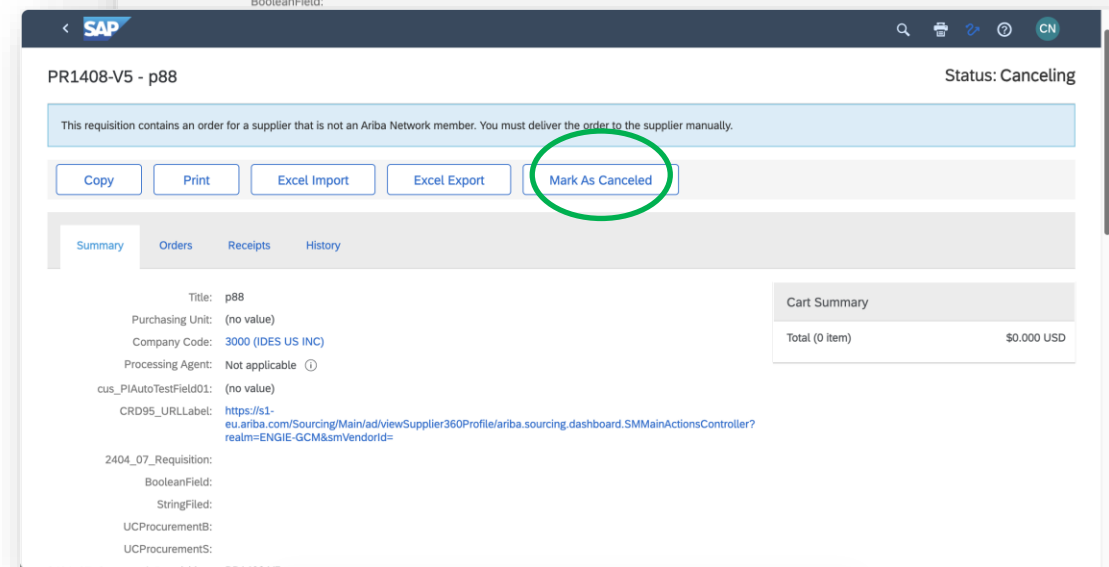 BooleanField:
SAP
CN
PR1408-V5 - p88
Status: Canceling
This requisition contains an order for a supplier that is not an Ariba Network member. You must deliver the order to the supplier manually.
Copy
Print
Excel Import
Excel Export
Mark As Canceled
Summary
Orders
Receipts
History
Title: p88
Purchasing Unit: (no value)
Company Code: 3000 (IDES US INC)
Processing Agent: Not applicable
cus_PIAutoTestField01: (no value)
CRD95_URLLabel: https://s1-
eu.ariba.com/Sourcing/Main/ad/viewSupplier360Profile/ariba.sourcing.dashboard.SMMainActionsController?
realm=ENGIE-GCM&smVendorId=
2404_07_Requisition:
BooleanField:
StringFiled:
UCProcurementB:
UCProcurementS:
Cart Summary
Total (0 item) $0.000 USD